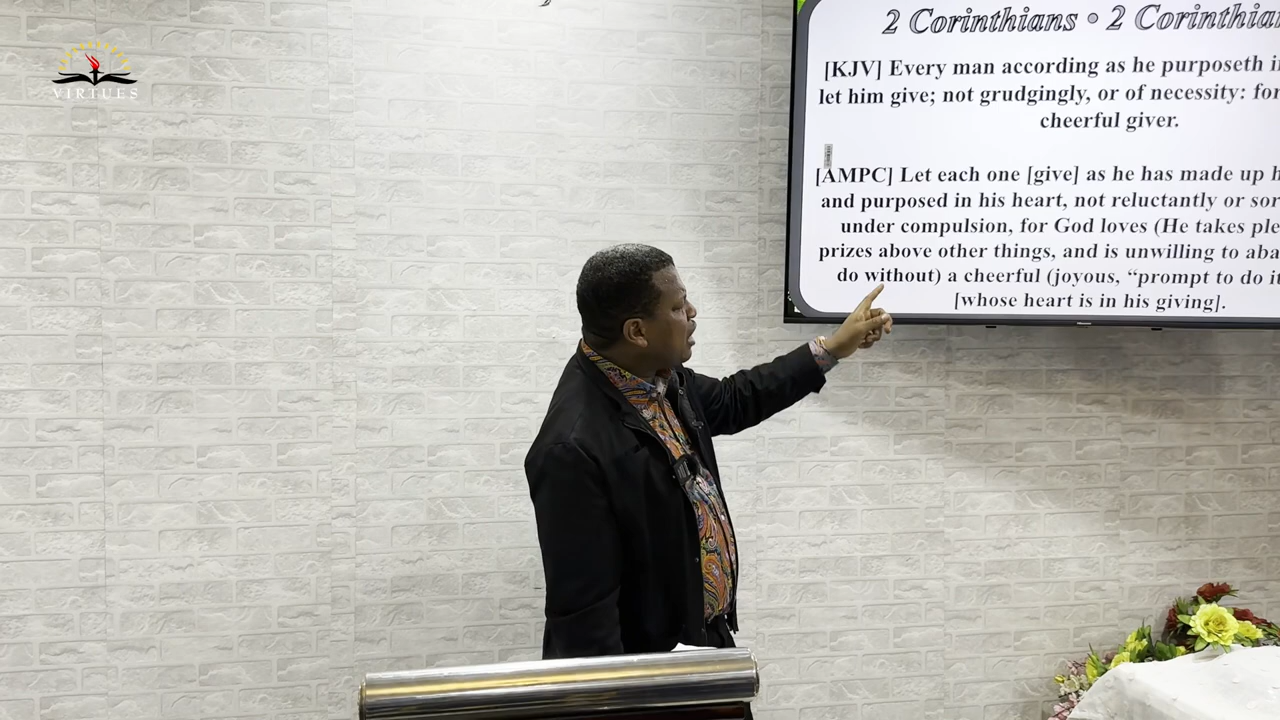 VIRTUES
2 Corinthians • 2 Corinthia
[KJV] Every man according as he purposeth i
let him give; not grudgingly, or of necessity: for
cheerful giver.
[AMPC] Let each one [give] as he has made up h
and purposed in his heart, not reluctantly or sor
under compulsion, for God loves (He takes ple
prizes above other things, and is unwilling to aba
do without) a cheerful (joyous, “prompt to do i
[whose heart is in his giving].